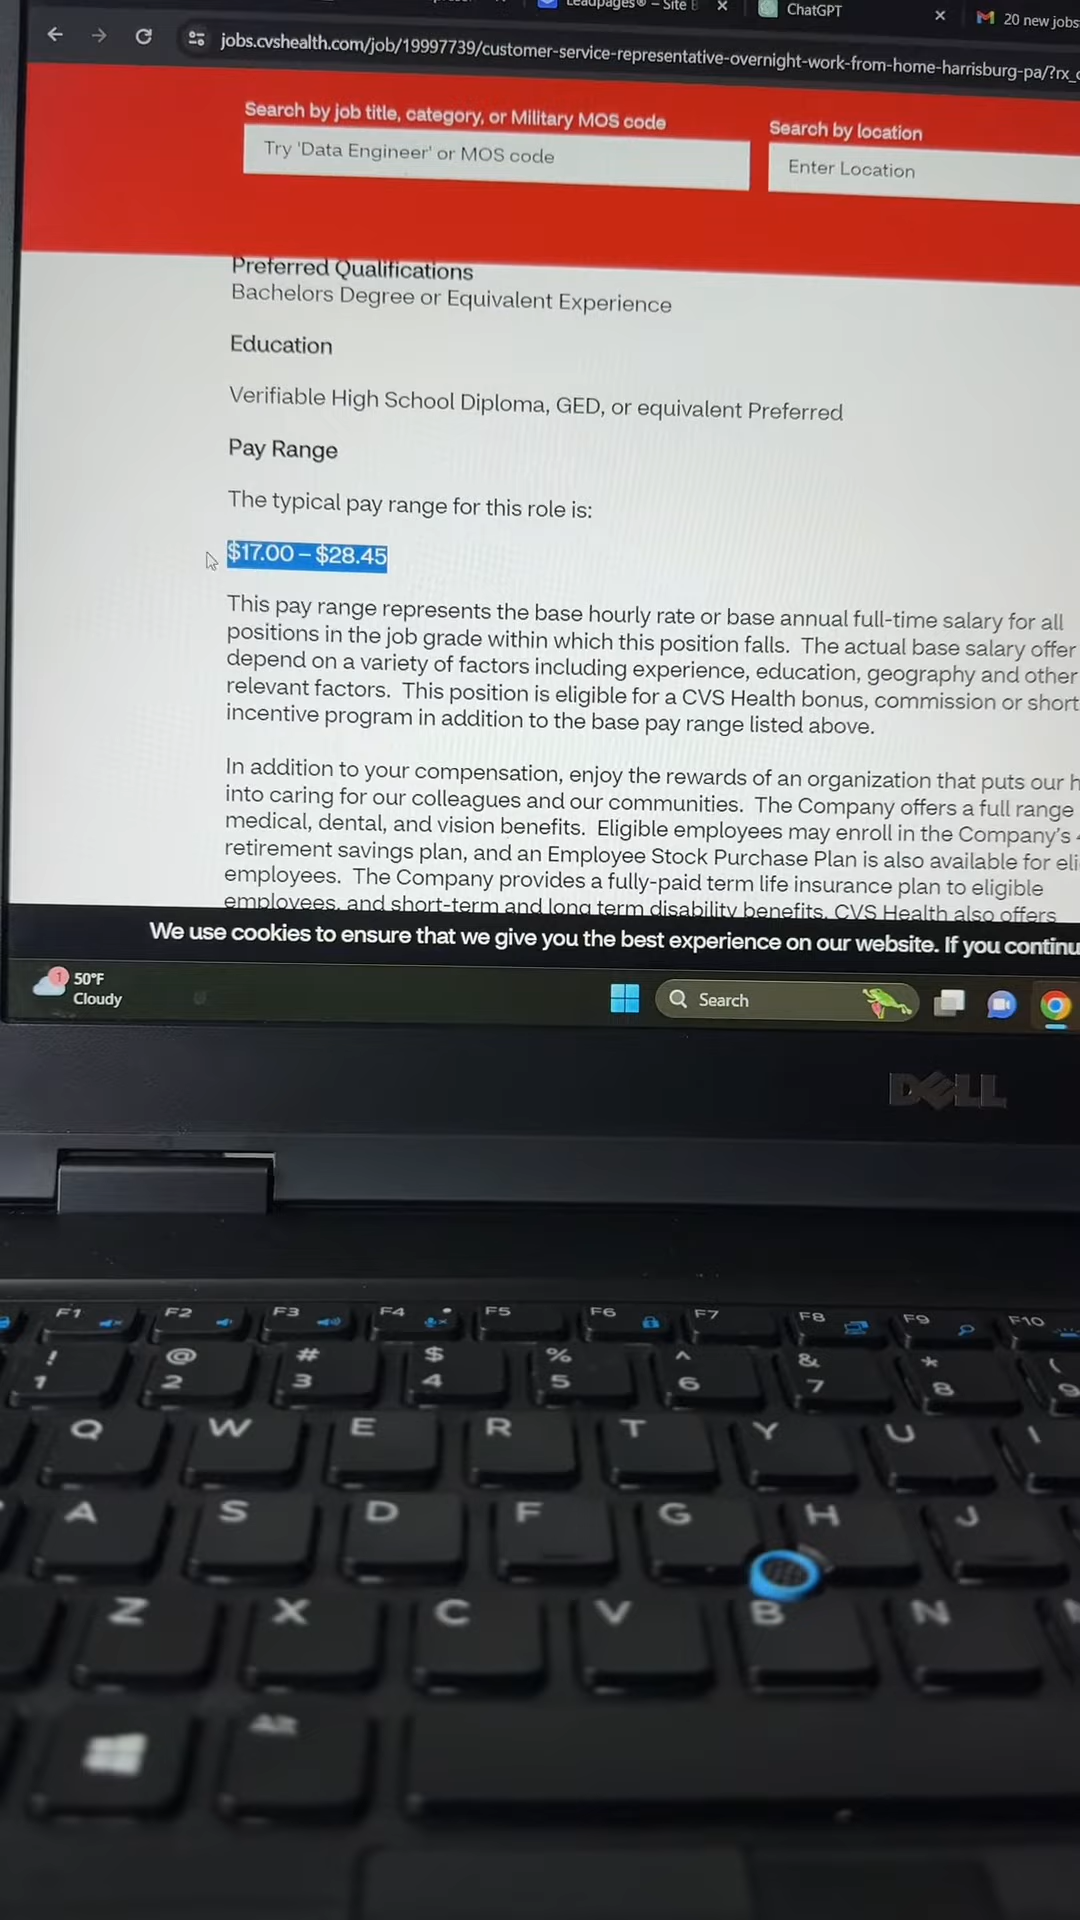 Leadpages® – Site B
ChatGPT
20 new jobs
jobs.cvshealth.com/job/19997739/customer-service-representative-overnight-work-from-home-harrisburg-pa/?rx_
Search by job title, category, or Military MOS code
Search by location
Try 'Data Engineer' or MOS code
Enter Location
Preferred Qualifications
Bachelors Degree or Equivalent Experience
Education
Verifiable High School Diploma, GED, or equivalent Preferred
Pay Range
The typical pay range for this role is:
$17.00 – $28.45
This pay range represents the base hourly rate or base annual full-time salary for all
positions in the job grade within which this position falls. The actual base salary offer
depend on a variety of factors including experience, education, geography and other
relevant factors. This position is eligible for a CVS Health bonus, commission or short
incentive program in addition to the base pay range listed above.
In addition to your compensation, enjoy the rewards of an organization that puts our h
into caring for our colleagues and our communities. The Company offers a full range
medical, dental, and vision benefits. Eligible employees may enroll in the Company's 4
retirement savings plan, and an Employee Stock Purchase Plan is also available for eli
employees. The Company provides a fully-paid term life insurance plan to eligible
employees, and short-term and long term disability benefits. CVS Health also offers
We use cookies to ensure that we give you the best experience on our website. If you continu
1
50°F
Cloudy
Search
DELL
F1 F2 F3 F4 F5 F6 F7 F8 F9 F10
! @ # $ % ^ & * (
1 2 3 4 5 6 7 8 9
Q W E R T Y U I
A S D F G H J
Z X C V B N
Alt